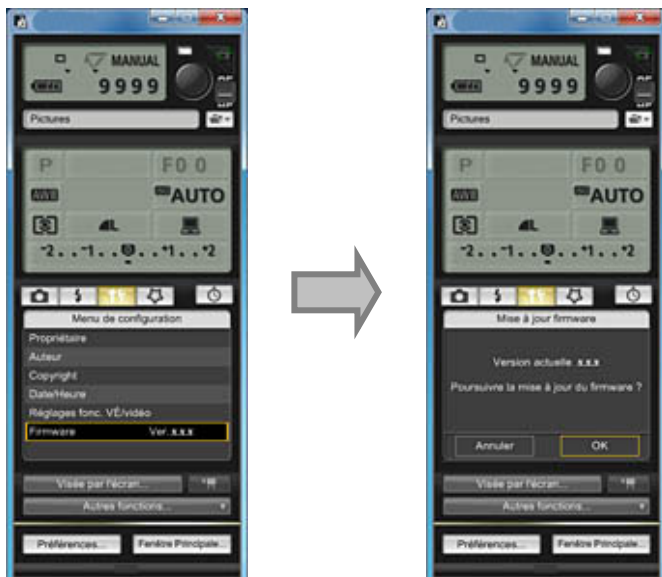 MANUAL
9999
Pictures
P F0 0
AWB ISO AUTO
L
-2..-1..0..+1..+2
Menu de configuration
Propriétaire
Auteur
Copyright
Date/Heure
Réglages fonc. VÉ/vidéo
Firmware Ver.x.x.x
Visée par l'écran...
Autres fonctions...
Préférences... Fenêtre Principale...
MANUAL
9999
Pictures
P F0 0
AWB ISO AUTO
L
-2..-1..0..+1..+2
Mise à jour firmware
Version actuelle x.x.x
Poursuivre la mise à jour du firmware ?
Annuler OK
Visée par l'écran...
Autres fonctions...
Préférences... Fenêtre Principale...